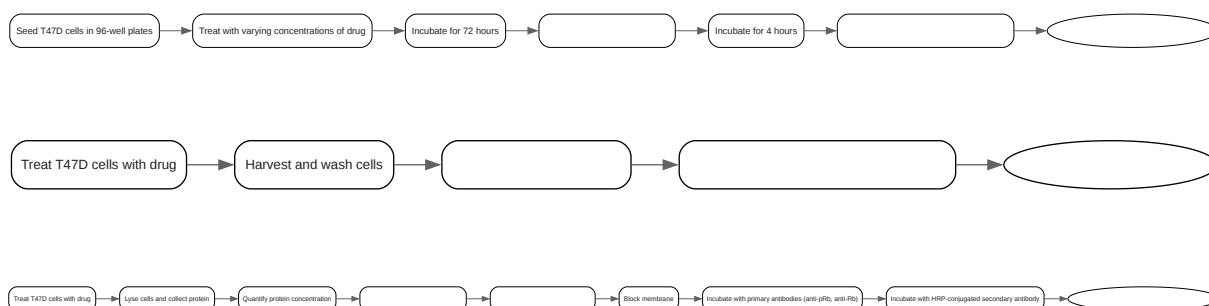 Seed T47D cells in 96-well plates
Treat with varying concentrations of drug
Incubate for 72 hours
Incubate for 4 hours
Treat T47D cells with drug
Harvest and wash cells
Treat T47D cells with drug
Lyse cells and collect protein
Quantify protein concentration
Block membrane
Incubate with primary antibodies (anti-pRb, anti-Rb)
Incubate with HRP-conjugated secondary antibody